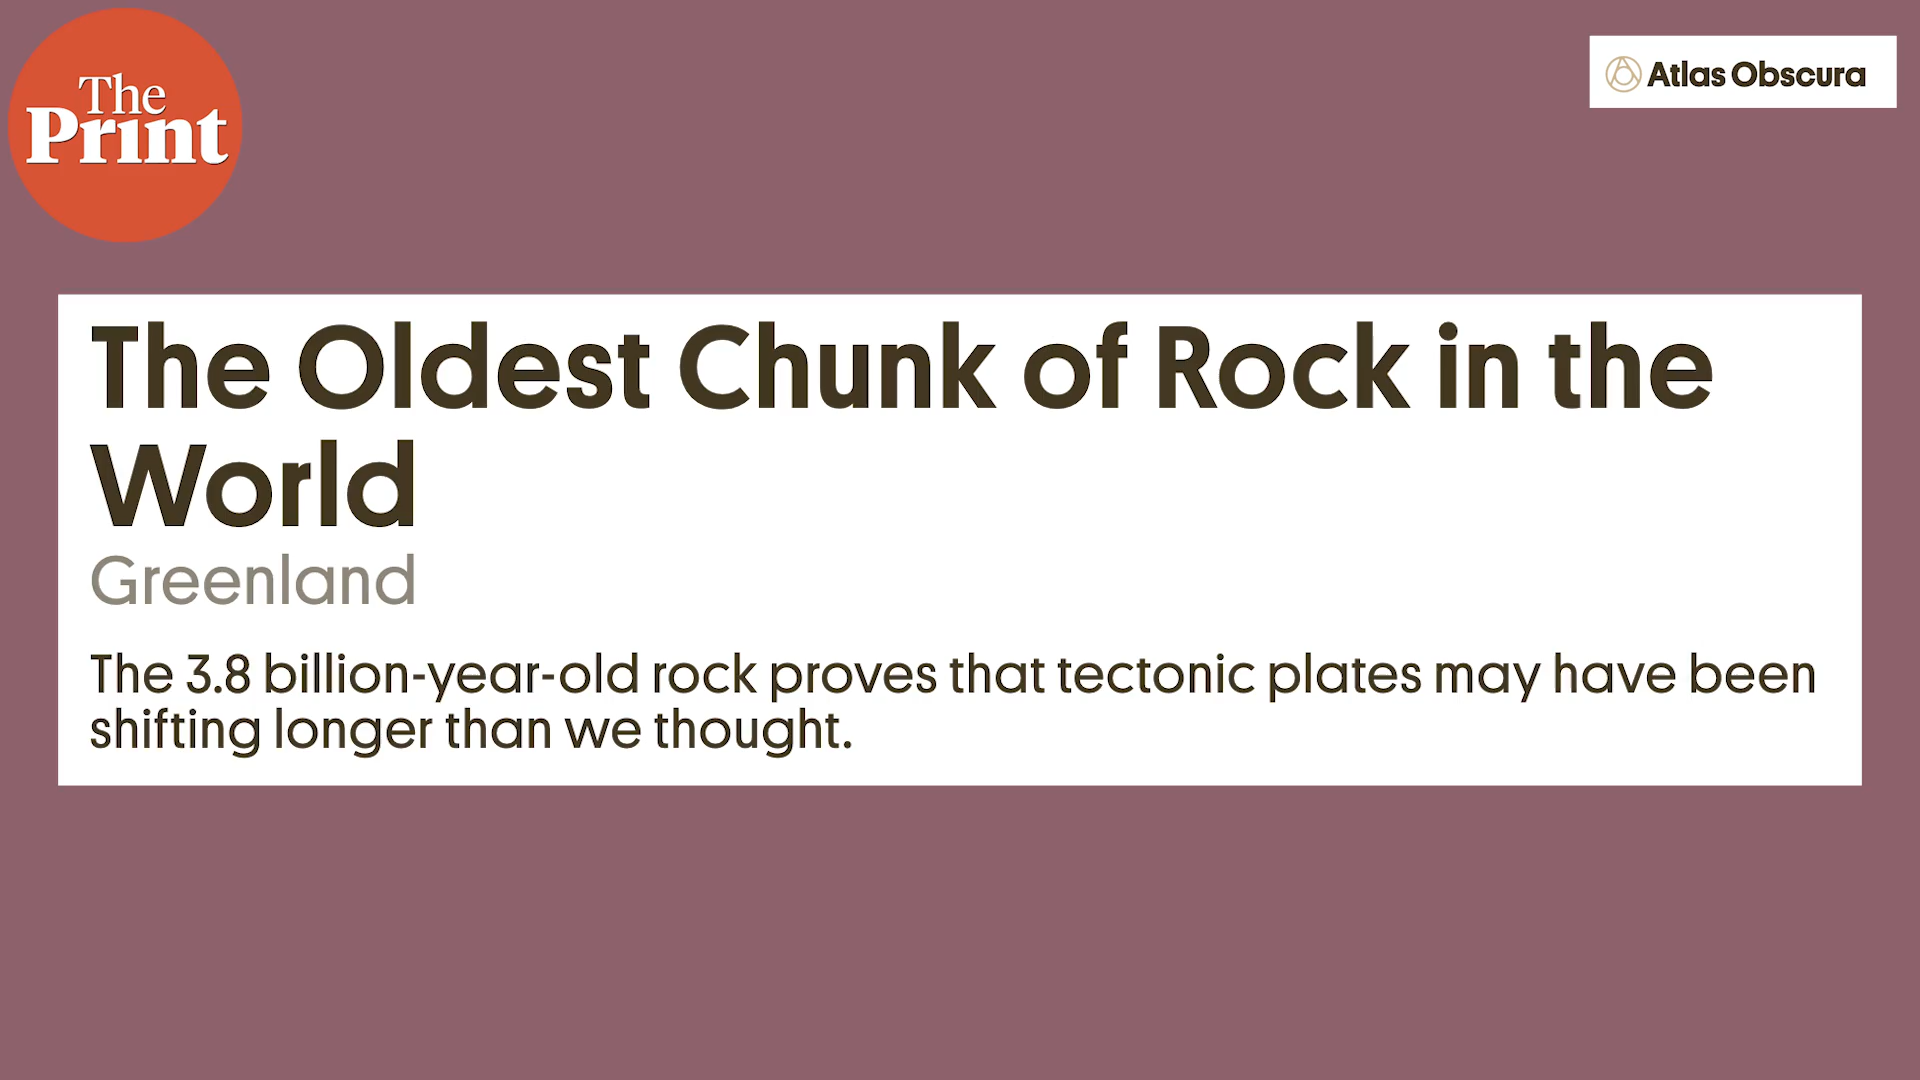 The
Print
Atlas Obscura
The Oldest Chunk of Rock in the
World
Greenland
The 3.8 billion-year-old rock proves that tectonic plates may have been
shifting longer than we thought.